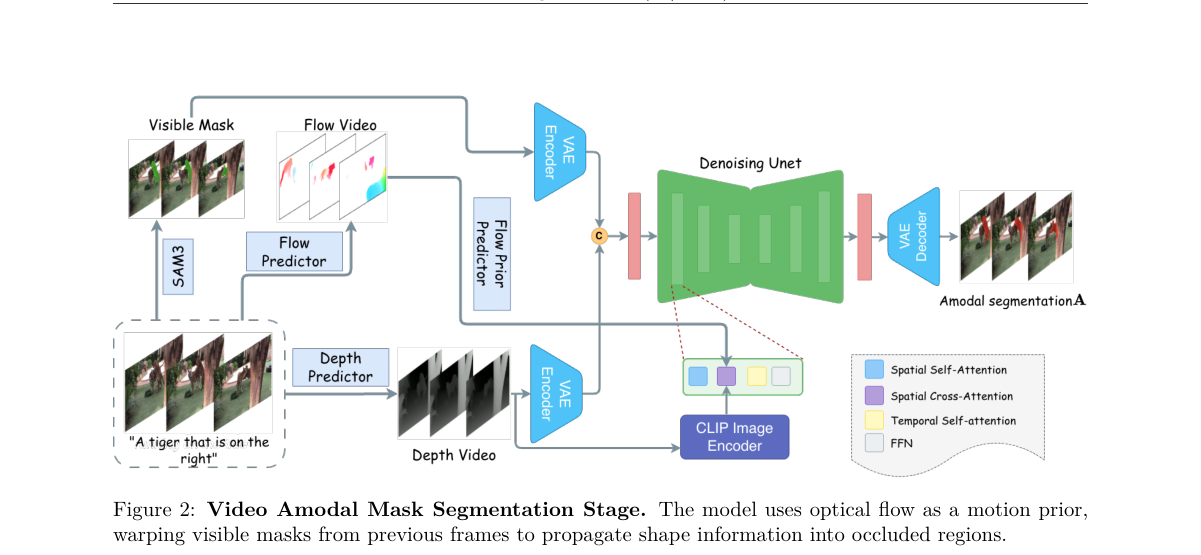 Visible Mask
Flow Video
VAE
Encoder
Denoising Unet
SAM3
Flow
Predictor
Flow Prior
Predictor
C
VAE
Decoder
Amodal segmentation A
"A tiger that is on the
right"
Depth
Predictor
Depth Video
VAE
Encoder
CLIP Image
Encoder
Spatial Self-Attention
Spatial Cross-Attention
Temporal Self-attention
FFN
Figure 2: Video Amodal Mask Segmentation Stage. The model uses optical flow as a motion prior,
warping visible masks from previous frames to propagate shape information into occluded regions.